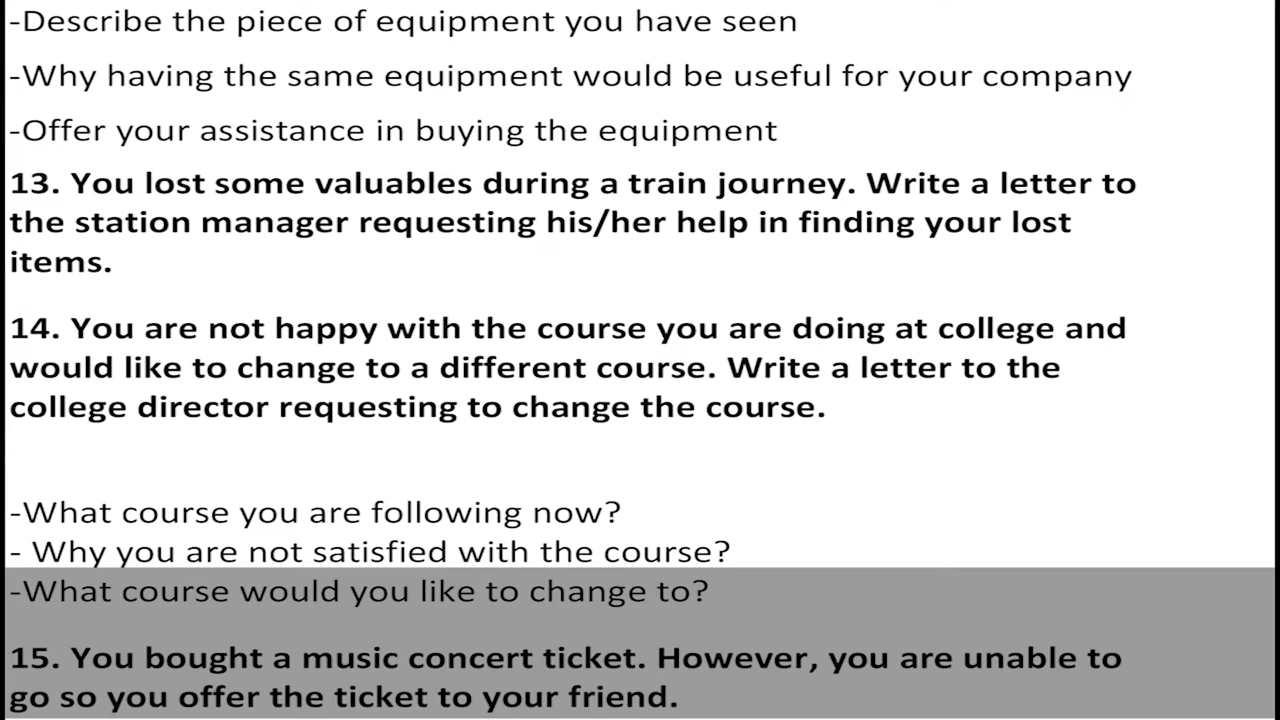 -Describe the piece of equipment you have seen
-Why having the same equipment would be useful for your company
-Offer your assistance in buying the equipment
13. You lost some valuables during a train journey. Write a letter to
the station manager requesting his/her help in finding your lost
items.
14. You are not happy with the course you are doing at college and
would like to change to a different course. Write a letter to the
college director requesting to change the course.
-What course you are following now?
- Why you are not satisfied with the course?
-What course would you like to change to?
15. You bought a music concert ticket. However, you are unable to
go so you offer the ticket to your friend.